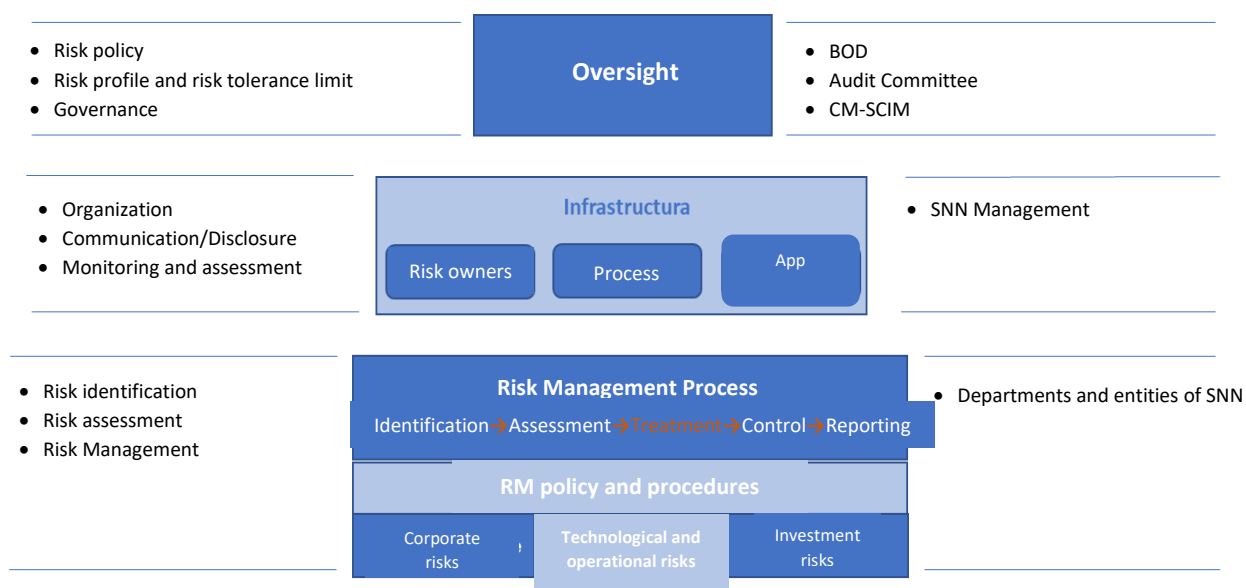 • Risk policy
• Risk profile and risk tolerance limit
• Governance
Oversight
• BOD
• Audit Committee
• CM-SCIM
• Organization
• Communication/Disclosure
• Monitoring and assessment
Infrastructura
Risk owners
Process
App
• SNN Management
• Risk identification
• Risk assessment
• Risk Management
Risk Management Process
Identification→Assessment→Treatment→Control→Reporting
RM policy and procedures
Corporate
risks
Technological and
operational risks
Investment
risks
• Departments and entities of SNN